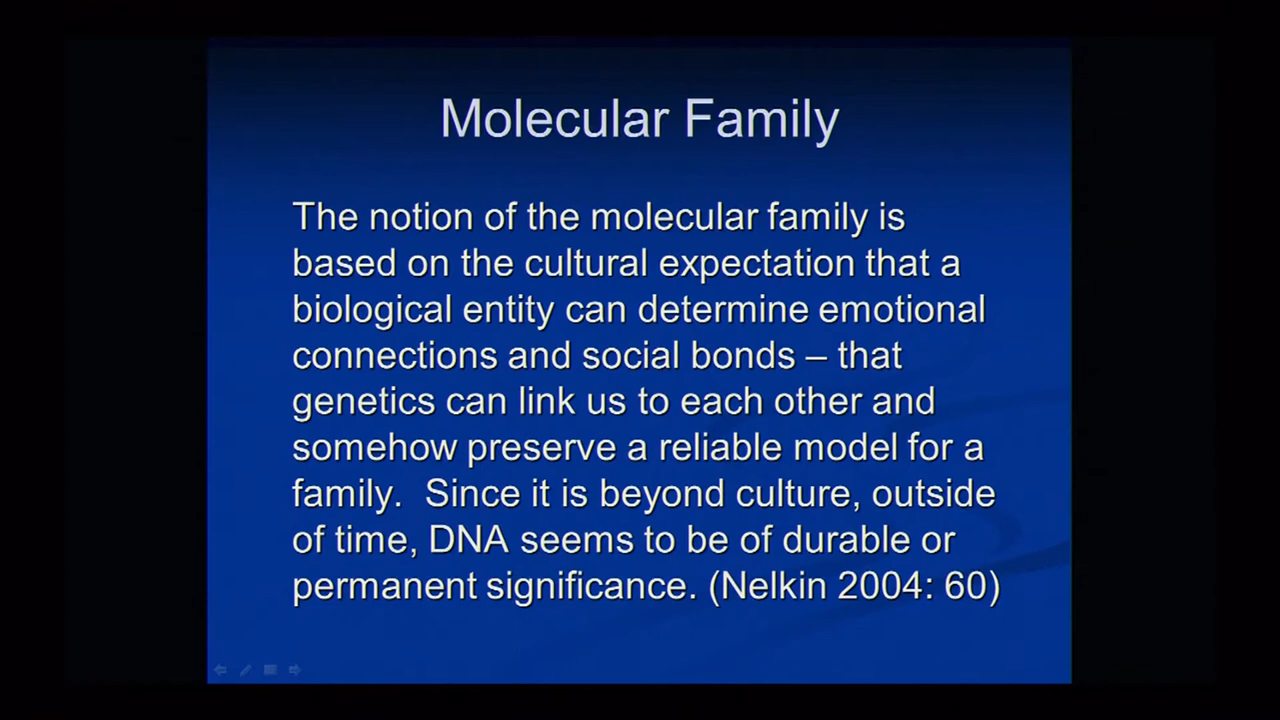 Molecular Family
The notion of the molecular family is
based on the cultural expectation that a
biological entity can determine emotional
connections and social bonds – that
genetics can link us to each other and
somehow preserve a reliable model for a
family.  Since it is beyond culture, outside
of time, DNA seems to be of durable or
permanent significance. (Nelkin 2004: 60)